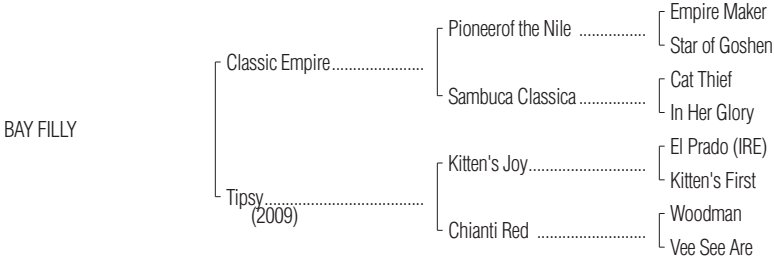 Empire Maker
Pioneerof the Nile ................
Star of Goshen
Classic Empire......................
Cat Thief
Sambuca Classica ................
In Her Glory
BAY FILLY
El Prado (IRE)
Kitten's Joy............................
Kitten's First
Tipsy......................................
(2009)
Woodman
Chianti Red ..........................
Vee See Are